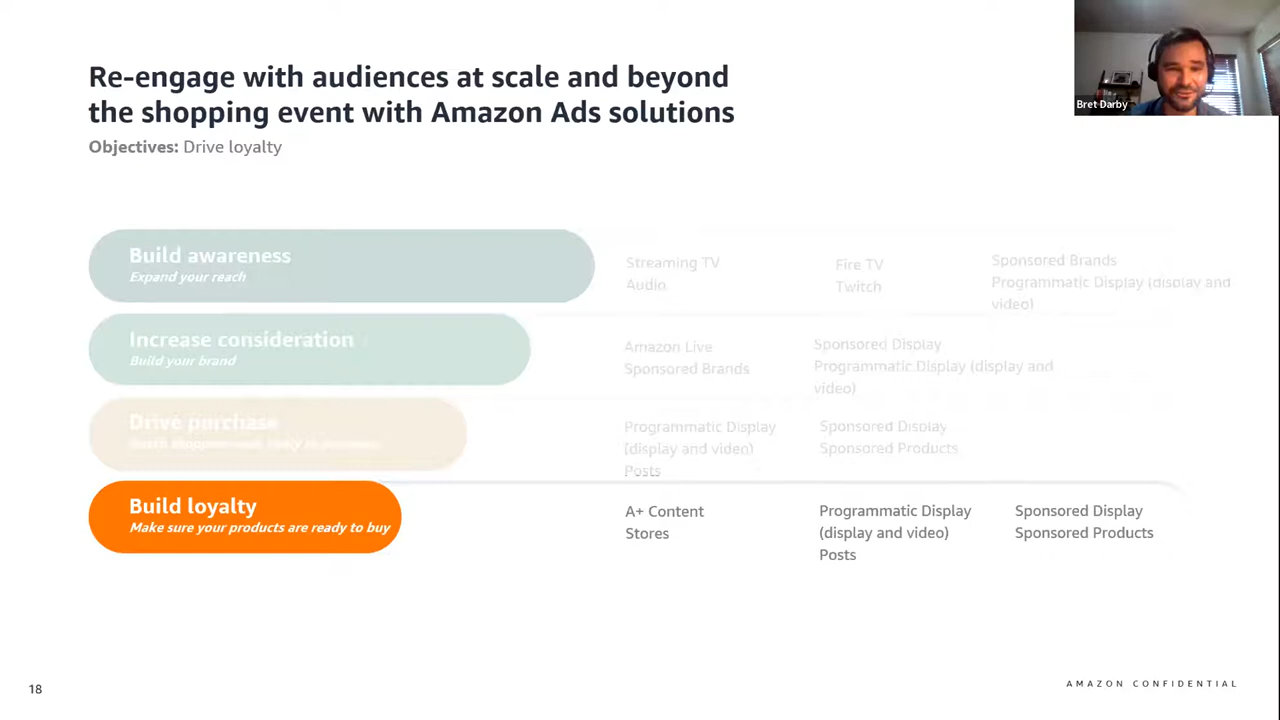 Re-engage with audiences at scale and beyond
the shopping event with Amazon Ads solutions
Objectives: Drive loyalty
Bret Darby
Build awareness
Expand your reach
Streaming TV
Audio
Fire TV
Twitch
Sponsored Brands
Programmatic Display (display and
video)
Increase consideration
Build your brand
Amazon Live
Sponsored Brands
Sponsored Display
Programmatic Display (display and
video)
Drive purchase
Programmatic Display
(display and video)
Posts
Sponsored Display
Sponsored Products
Build loyalty
Make sure your products are ready to buy
A+ Content
Stores
Programmatic Display
(display and video)
Posts
Sponsored Display
Sponsored Products
18
AMAZON CONFIDENTIAL